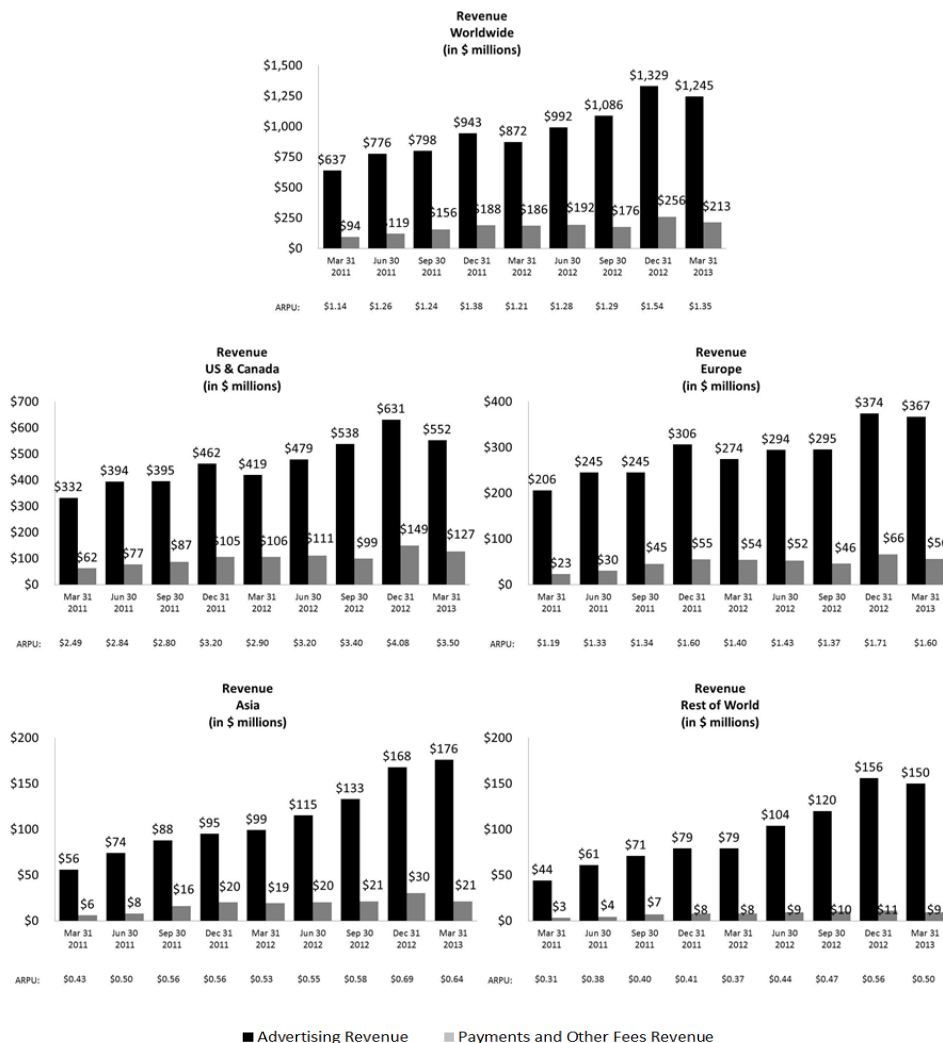 Revenue
Worldwide
(in $ millions)
$1,500
$1,250
$1,000
$750
$500
$250
$0
$637 $776 $798 $943 $872 $992 $1,086 $1,329 $1,245
$94 $119 $156 $188 $186 $192 $176 $256 $213
Mar 31 Jun 30 Sep 30 Dec 31 Mar 31 Jun 30 Sep 30 Dec 31 Mar 31
2011 2011 2011 2011 2012 2012 2012 2012 2013
ARPU: $1.14 $1.26 $1.24 $1.38 $1.21 $1.28 $1.29 $1.54 $1.35
Revenue
US & Canada
(in $ millions)
$700
$600
$500
$400
$300
$200
$100
$0
$332 $394 $395 $462 $419 $479 $538 $631 $552
$62 $77 $87 $105 $106 $111 $99 $149 $127
Mar 31 Jun 30 Sep 30 Dec 31 Mar 31 Jun 30 Sep 30 Dec 31 Mar 31
2011 2011 2011 2011 2012 2012 2012 2012 2013
ARPU: $2.49 $2.84 $2.80 $3.20 $2.90 $3.20 $3.40 $4.08 $3.50
Revenue
Europe
(in $ millions)
$400
$300
$200
$100
$0
$206 $245 $245 $306 $274 $294 $295 $374 $367
$23 $30 $45 $55 $54 $52 $46 $66 $56
Mar 31 Jun 30 Sep 30 Dec 31 Mar 31 Jun 30 Sep 30 Dec 31 Mar 31
2011 2011 2011 2011 2012 2012 2012 2012 2013
ARPU: $1.19 $1.33 $1.34 $1.60 $1.40 $1.43 $1.37 $1.71 $1.60
Revenue
Asia
(in $ millions)
$200
$150
$100
$50
$0
$56 $74 $88 $95 $99 $115 $133 $168 $176
$6 $8 $16 $20 $19 $20 $21 $30 $21
Mar 31 Jun 30 Sep 30 Dec 31 Mar 31 Jun 30 Sep 30 Dec 31 Mar 31
2011 2011 2011 2011 2012 2012 2012 2012 2013
ARPU: $0.43 $0.50 $0.56 $0.56 $0.53 $0.55 $0.58 $0.69 $0.64
Revenue
Rest of World
(in $ millions)
$200
$150
$100
$50
$0
$44 $61 $71 $79 $79 $104 $120 $156 $150
$3 $4 $7 $8 $8 $9 $10 $11 $9
Mar 31 Jun 30 Sep 30 Dec 31 Mar 31 Jun 30 Sep 30 Dec 31 Mar 31
2011 2011 2011 2011 2012 2012 2012 2012 2013
ARPU: $0.31 $0.38 $0.40 $0.41 $0.37 $0.44 $0.47 $0.56 $0.50
Advertising Revenue Payments and Other Fees Revenue